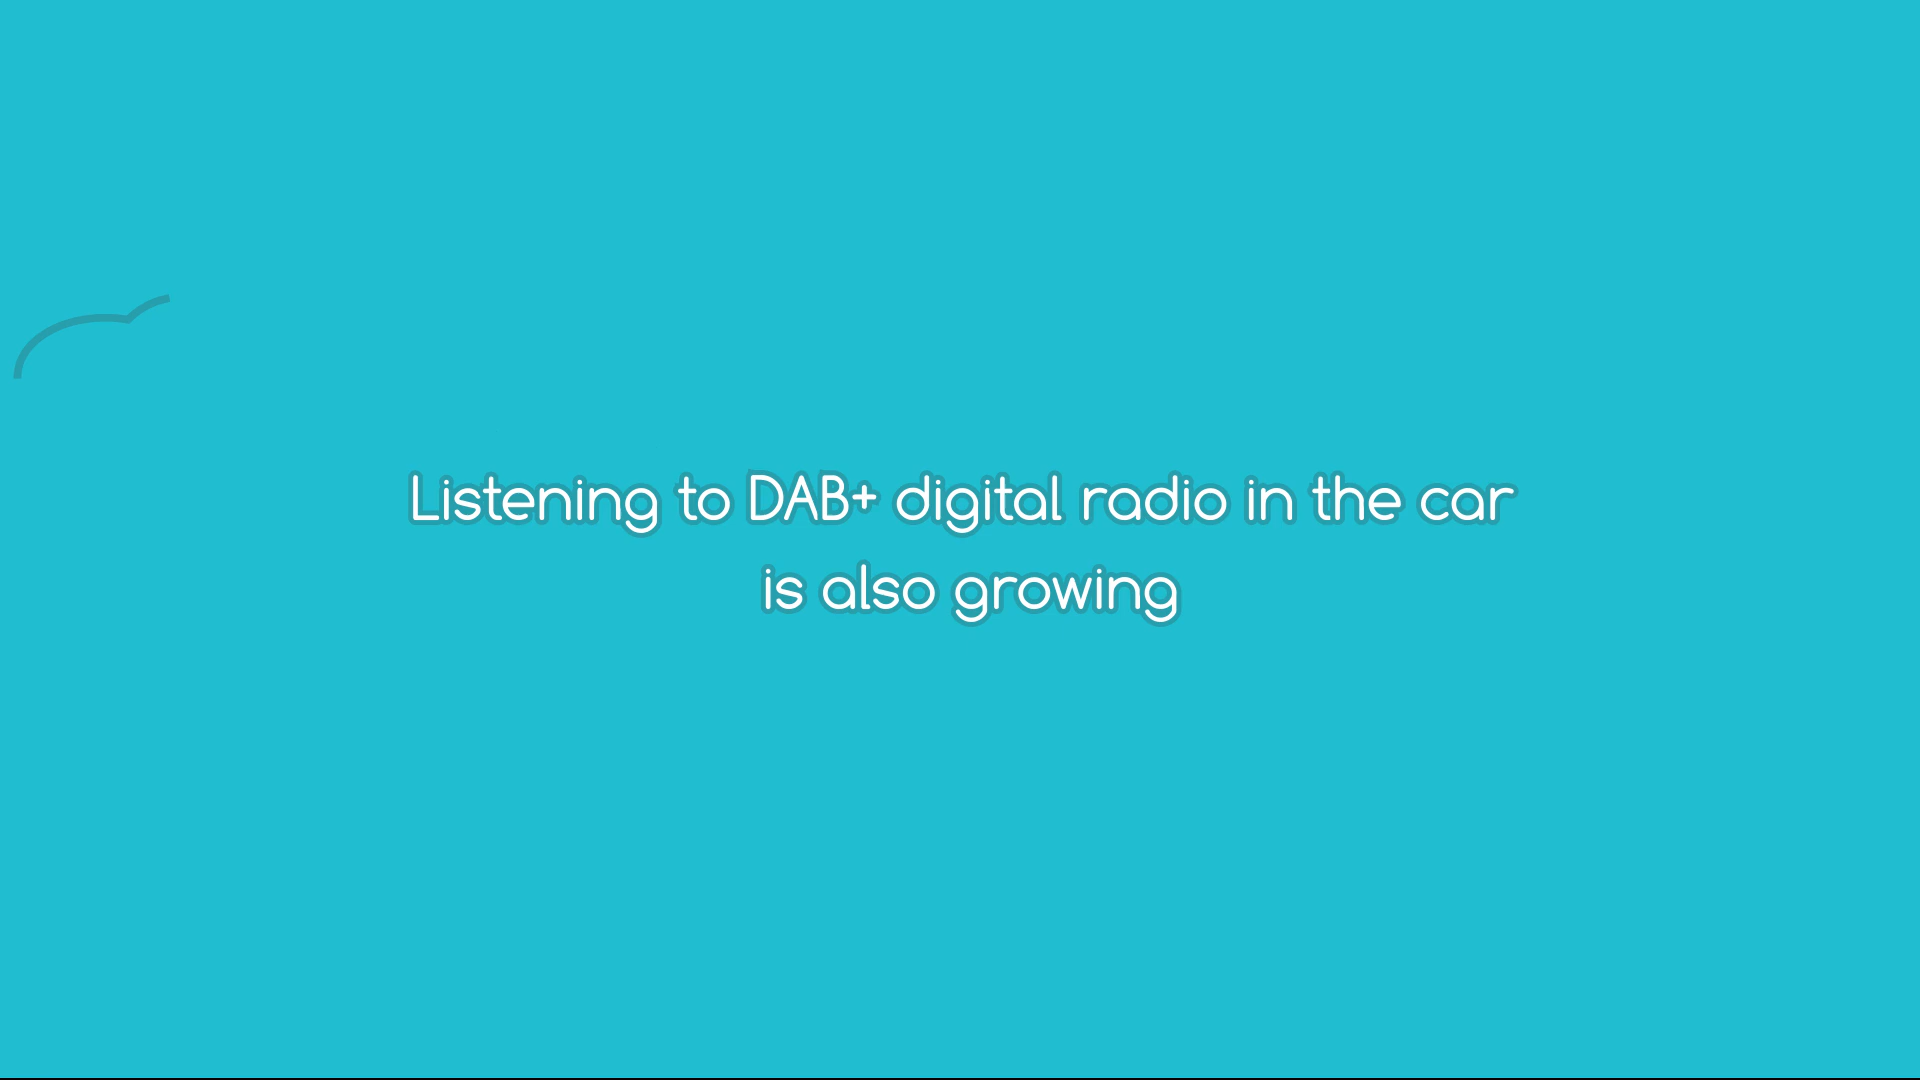 Listening to DAB+ digital radio in the car
is also growing